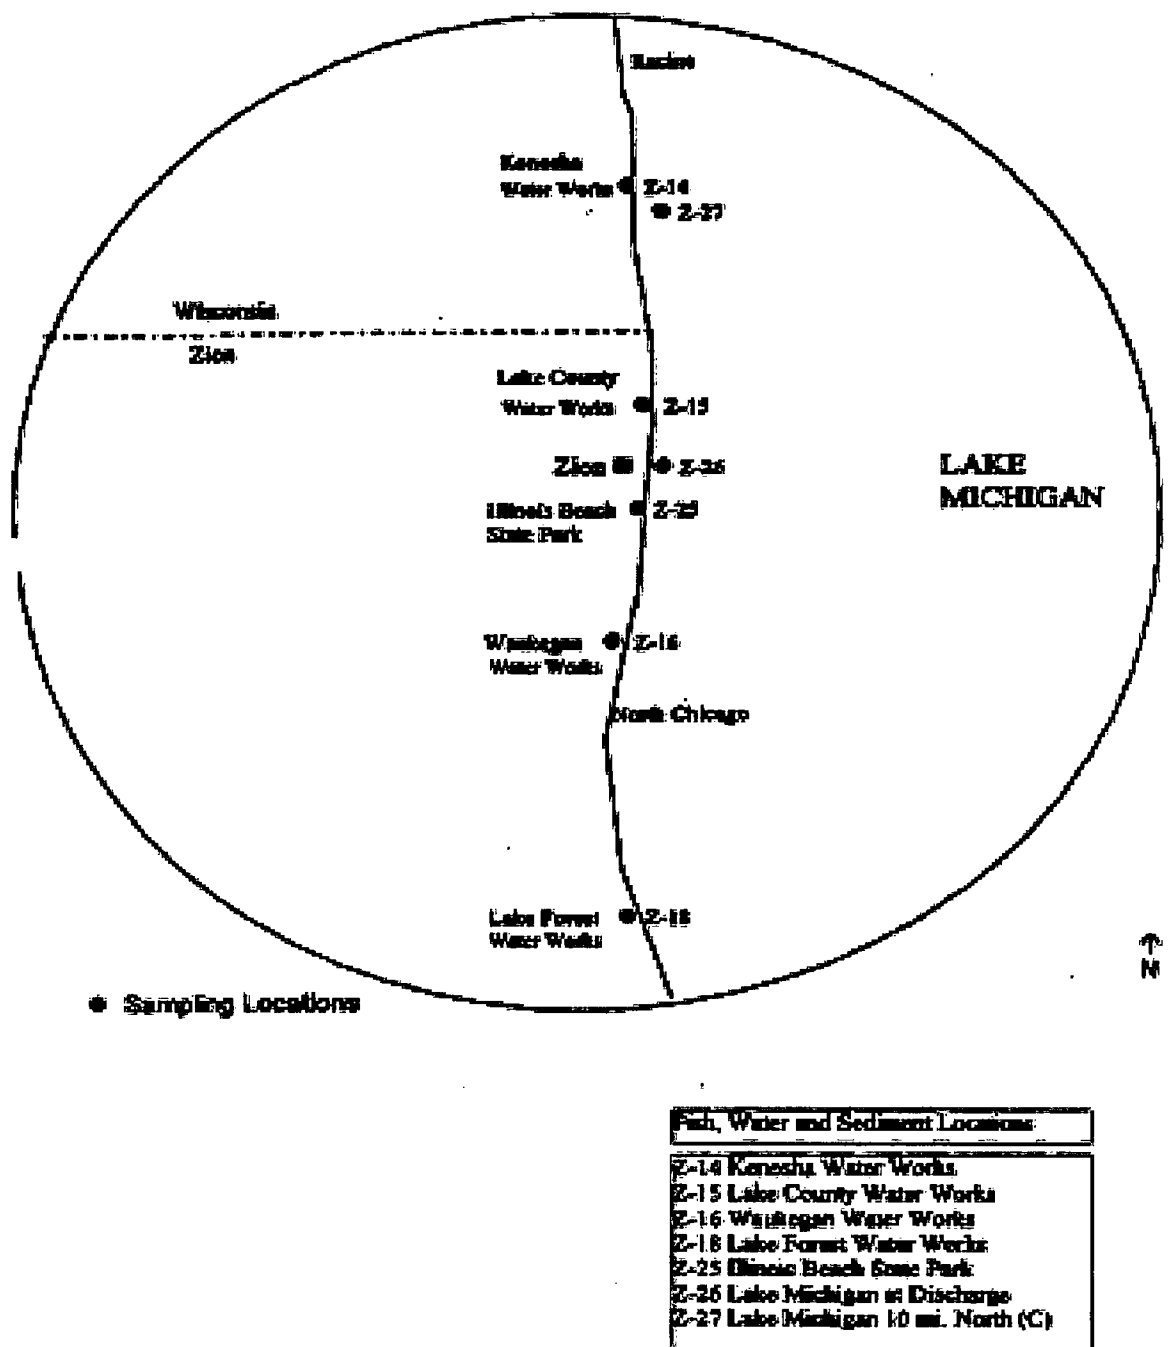 Racine
Kenosha
Water Works Z-14
Z-27
Wisconsin
Zion
Lake County
Water Works Z-15
Zion Z-26
LAKE
MICHIGAN
Illinois Beach Z-25
State Park
Waukegan Z-16
Water Works
North Chicago
Lake Forest Z-18
Water Works
N
Sampling Locations
Fish, Water and Sediment Locations
Z-14 Kenosha Water Works
Z-15 Lake County Water Works
Z-16 Waukegan Water Works
Z-18 Lake Forest Water Works
Z-25 Illinois Beach State Park
Z-26 Lake Michigan at Discharge
Z-27 Lake Michigan 10 mi. North (C)